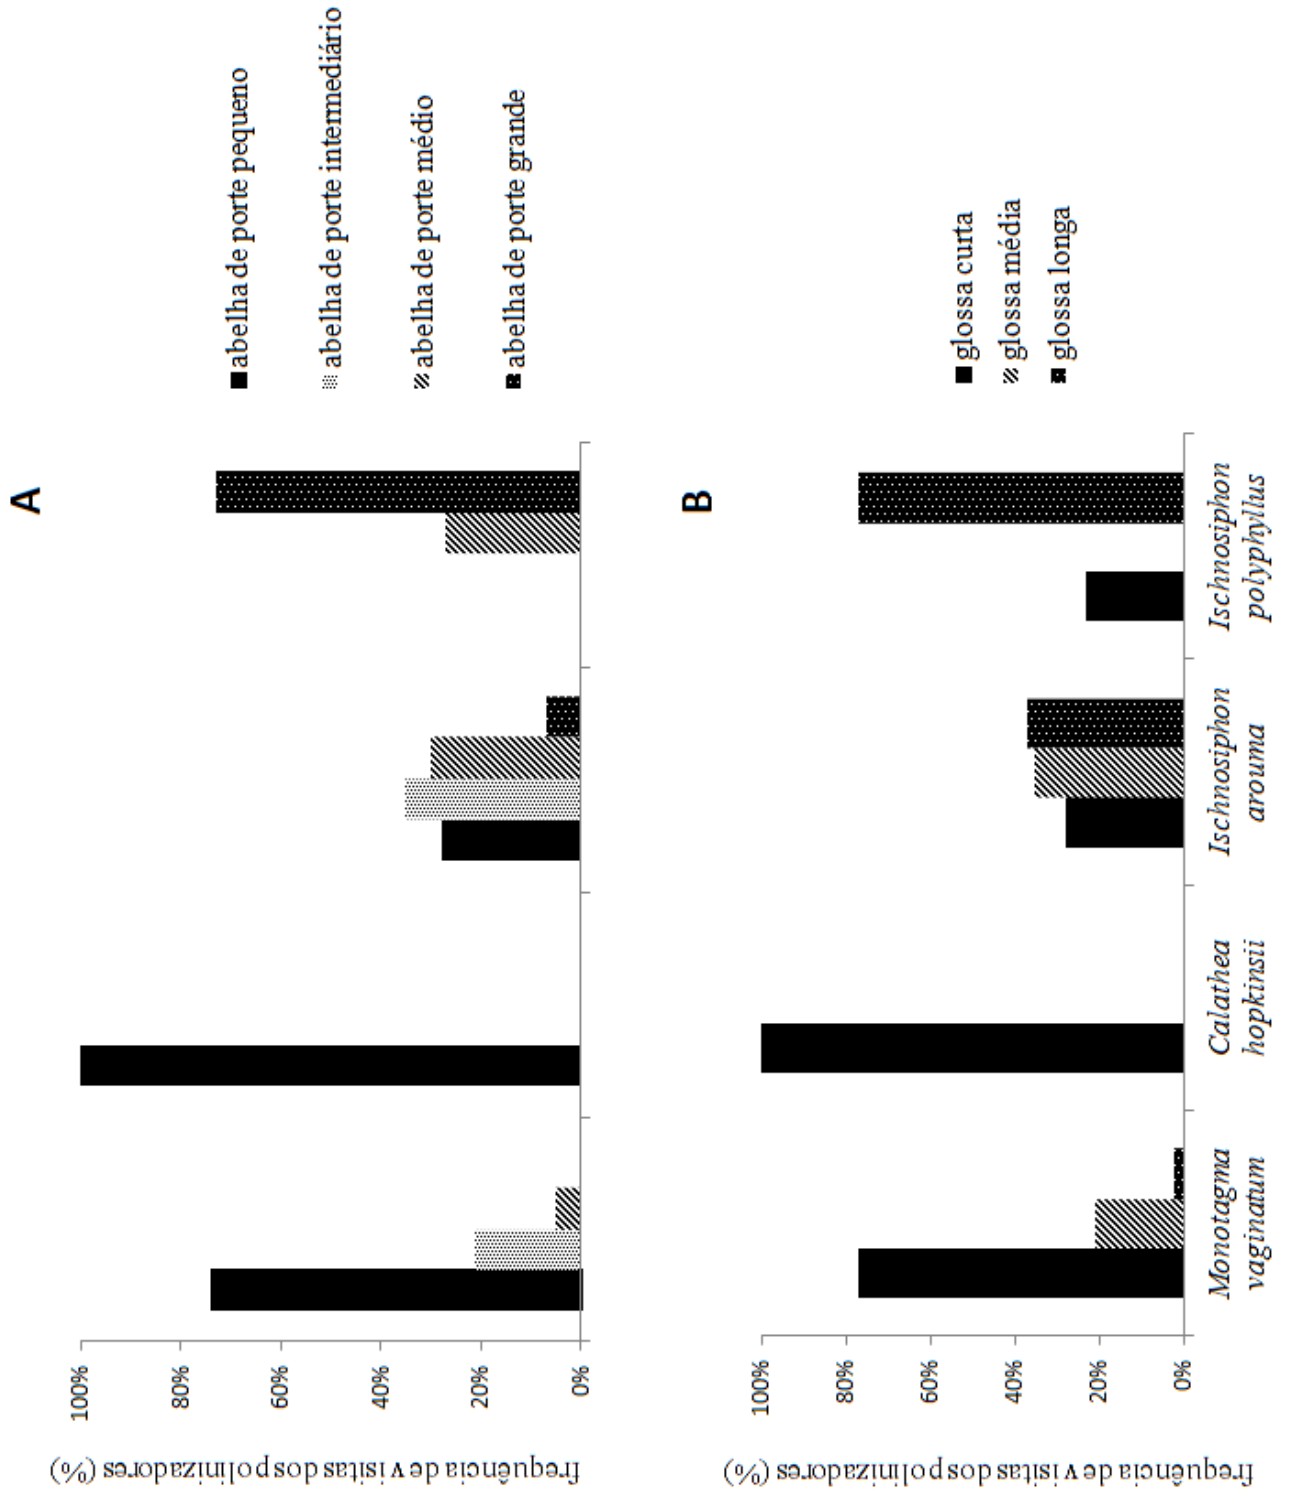 A
frequência de visitas dos polinizadores (%)
100%
80%
60%
40%
20%
0%
abelha de porte pequeno
abelha de porte intermediário
abelha de porte médio
abelha de porte grande
B
frequência de visitas dos polinizadores (%)
100%
80%
60%
40%
20%
0%
glossa curta
glossa média
glossa longa
Monotagma
vaginatum
Calathea
hopkinsii
Ischnosiphon
arouma
Ischnosiphon
polyphyllus